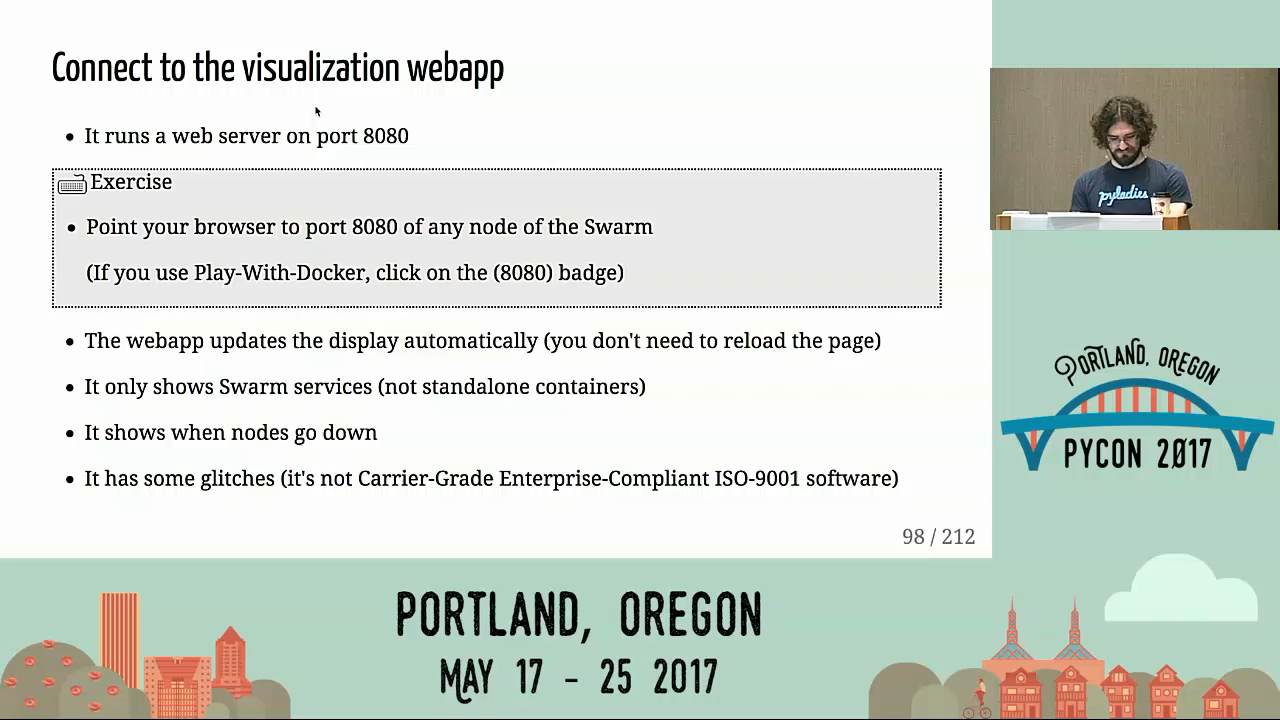 Connect to the visualization webapp
It runs a web server on port 8080
Exercise
Point your browser to port 8080 of any node of the Swarm
(If you use Play-With-Docker, click on the (8080) badge)
The webapp updates the display automatically (you don't need to reload the page)
It only shows Swarm services (not standalone containers)
It shows when nodes go down
It has some glitches (it's not Carrier-Grade Enterprise-Compliant ISO-9001 software)
98 / 212
pyladies
PORTLAND, OREGON
PYCON 2017
PORTLAND, OREGON
MAY 17 - 25 2017